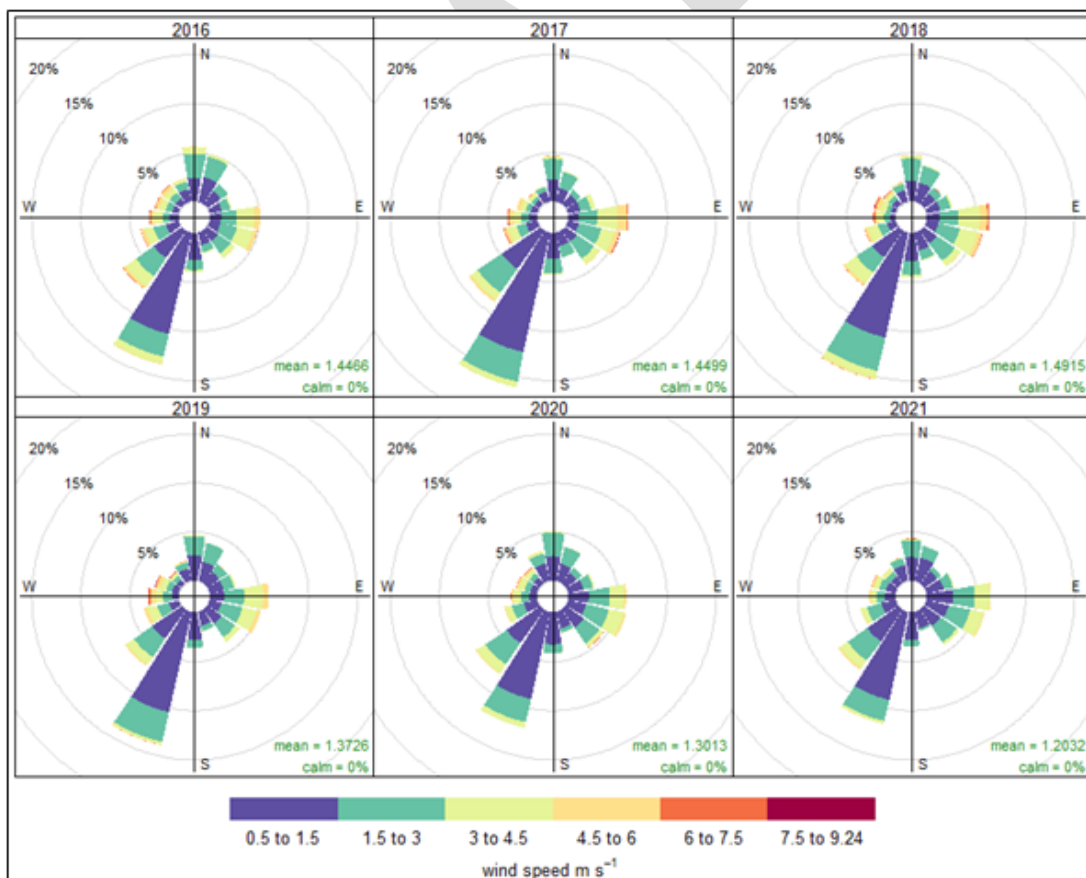 2016 2017 2018
N N N
20% 20% 20%
15% 15% 15%
10% 10% 10%
5% 5% 5%
W E W E W E
mean = 1.4466 mean = 1.4499 mean = 1.4915
S S S
calm = 0% calm = 0% calm = 0%
2019 2020 2021
N N N
20% 20% 20%
15% 15% 15%
10% 10% 10%
5% 5% 5%
W E W E W E
mean = 1.3726 mean = 1.3013 mean = 1.2032
S S S
calm = 0% calm = 0% calm = 0%
0.5 to 1.5 1.5 to 3 3 to 4.5 4.5 to 6 6 to 7.5 7.5 to 9.24
wind speed m s⁻¹